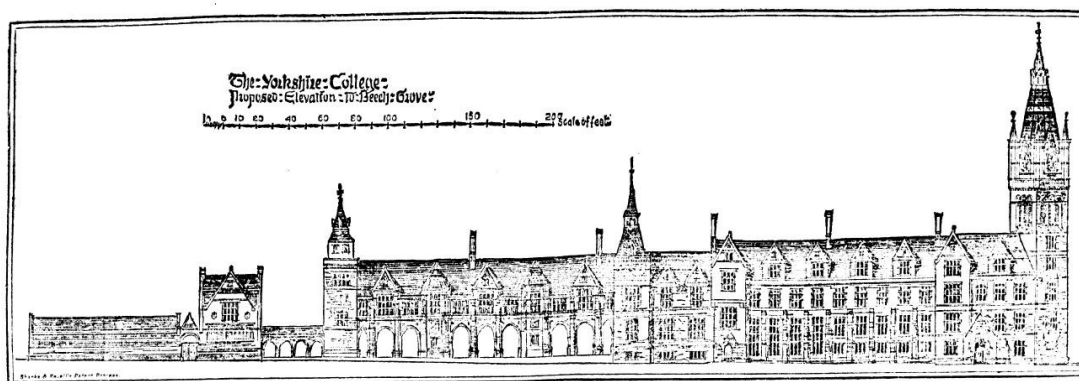 The Yorkshire College
Proposed Elevation To Beech Grove
10 0 10 20 40 60 80 100 150 200 Scale of feet